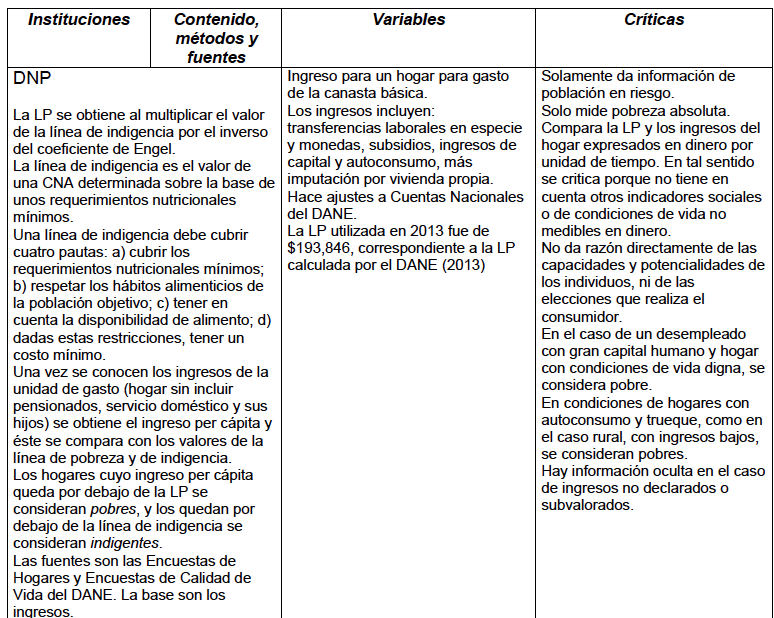 Instituciones
Contenido,
métodos y
fuentes
Variables
Críticas
DNP
La LP se obtiene al multiplicar el valor
de la línea de indigencia por el inverso
del coeficiente de Engel.
La línea de indigencia es el valor de
una CNA determinada sobre la base de
unos requerimientos nutricionales
mínimos.
Una línea de indigencia debe cubrir
cuatro pautas: a) cubrir los
requerimientos nutricionales mínimos;
b) respetar los hábitos alimenticios de
la población objetivo; c) tener en
cuenta la disponibilidad de alimento; d)
dadas estas restricciones, tener un
costo mínimo.
Una vez se conocen los ingresos de la
unidad de gasto (hogar sin incluir
pensionados, servicio doméstico y sus
hijos) se obtiene el ingreso per cápita y
éste se compara con los valores de la
línea de pobreza y de indigencia.
Los hogares cuyo ingreso per cápita
queda por debajo de la LP se
consideran pobres, y los quedan por
debajo de la línea de indigencia se
consideran indigentes.
Las fuentes son las Encuestas de
Hogares y Encuestas de Calidad de
Vida del DANE. La base son los
ingresos.
Ingreso para un hogar para gasto
de la canasta básica.
Los ingresos incluyen:
transferencias laborales en especie
y monedas, subsidios, ingresos de
capital y autoconsumo, más
imputación por vivienda propia.
Hace ajustes a Cuentas Nacionales
del DANE.
La LP utilizada en 2013 fue de
$193,846, correspondiente a la LP
calculada por el DANE (2013)
Solamente da información de
población en riesgo.
Solo mide pobreza absoluta.
Compara la LP y los ingresos del
hogar expresados en dinero por
unidad de tiempo. En tal sentido
se critica porque no tiene en
cuenta otros indicadores sociales
o de condiciones de vida no
medibles en dinero.
No da razón directamente de las
capacidades y potencialidades de
los individuos, ni de las
elecciones que realiza el
consumidor.
En el caso de un desempleado
con gran capital humano y hogar
con condiciones de vida digna, se
considera pobre.
En condiciones de hogares con
autoconsumo y trueque, como en
el caso rural, con ingresos bajos,
se consideran pobres.
Hay información oculta en el caso
de ingresos no declarados o
subvalorados.